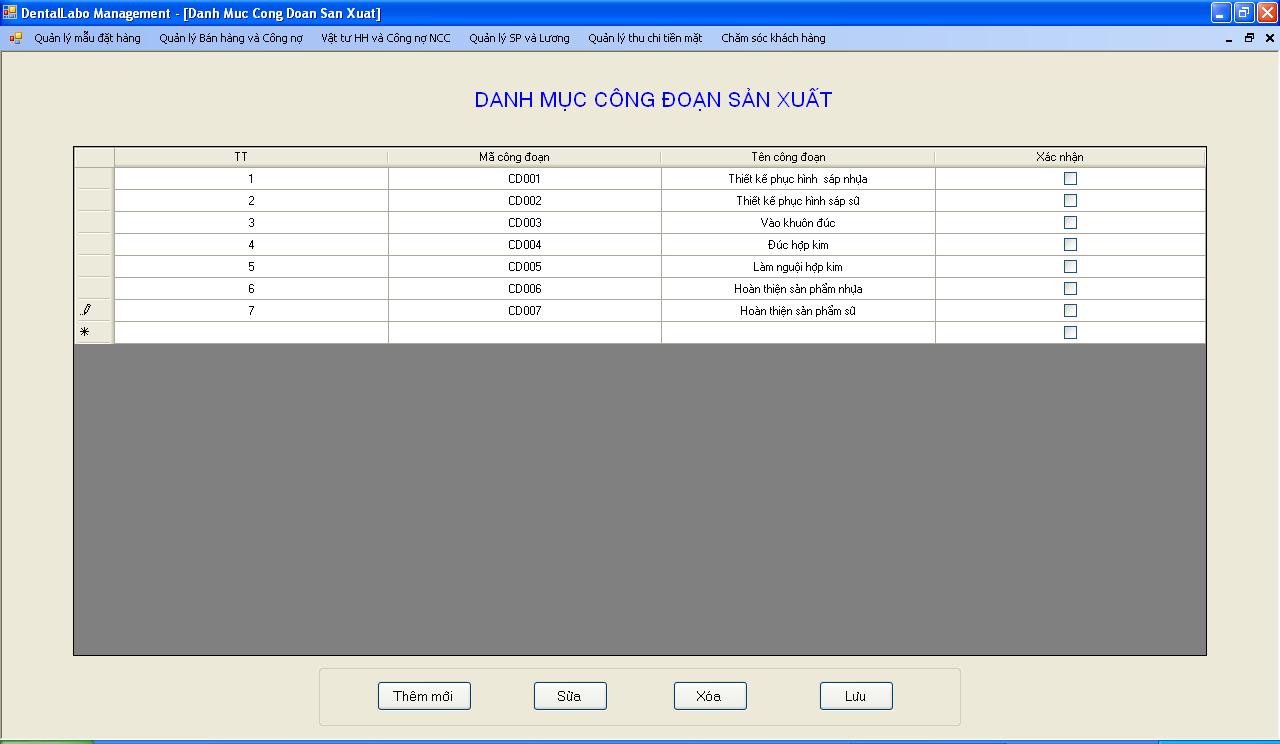 DentalLabo Management - [Danh Muc Cong Doan San Xuat]
Quản lý mẫu đặt hàng Quản lý Bán hàng và Công nợ Vật tư HH và Công nợ NCC Quản lý SP và Lương Quản lý thu chi tiền mặt Chăm sóc khách hàng
DANH MỤC CÔNG ĐOẠN SẢN XUẤT
TT Mã công đoạn Tên công đoạn Xác nhận
1 CD001 Thiết kế phục hình sáp nhựa
2 CD002 Thiết kế phục hình sáp sứ
3 CD003 Vào khuôn đúc
4 CD004 Đúc hợp kim
5 CD005 Làm nguội hợp kim
6 CD006 Hoàn thiện sản phẩm nhựa
7 CD007 Hoàn thiện sản phẩm sứ
Thêm mới Sửa Xóa Lưu